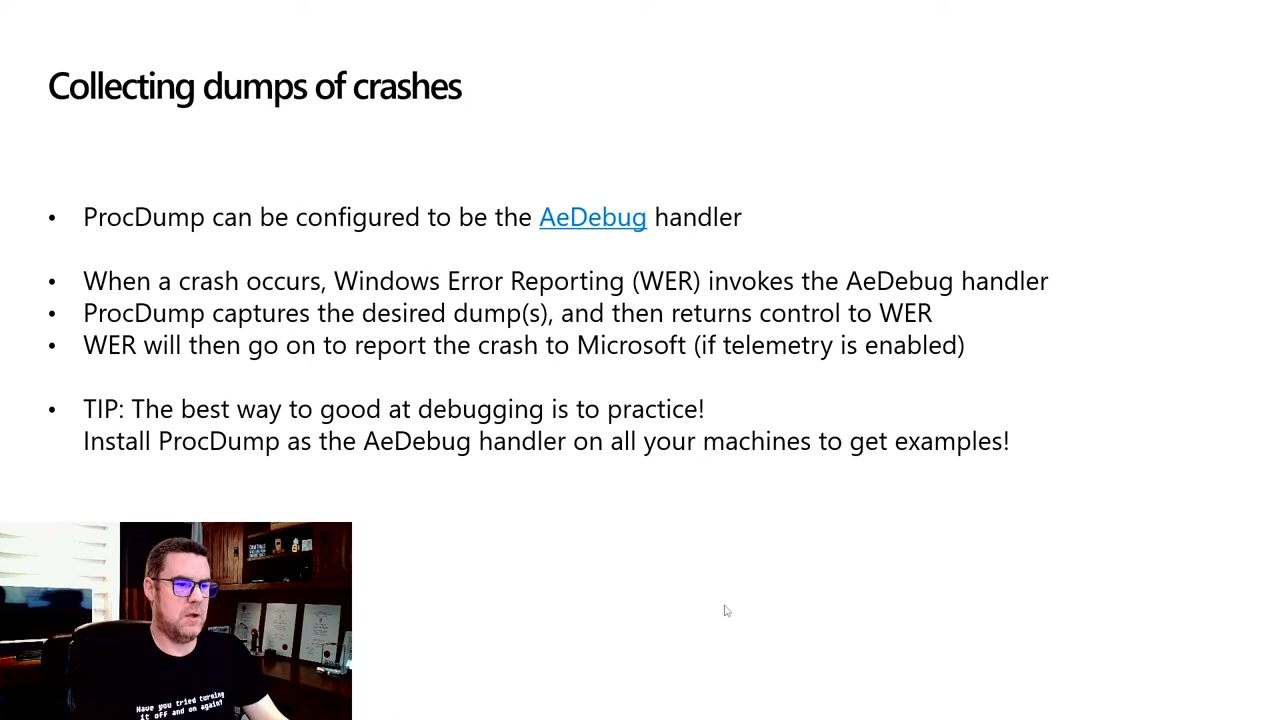 Collecting dumps of crashes
• ProcDump can be configured to be the AeDebug handler
• When a crash occurs, Windows Error Reporting (WER) invokes the AeDebug handler
• ProcDump captures the desired dump(s), and then returns control to WER
• WER will then go on to report the crash to Microsoft (if telemetry is enabled)
• TIP: The best way to good at debugging is to practice!
Install ProcDump as the AeDebug handler on all your machines to get examples!
Have you tried turning
it off and on again?